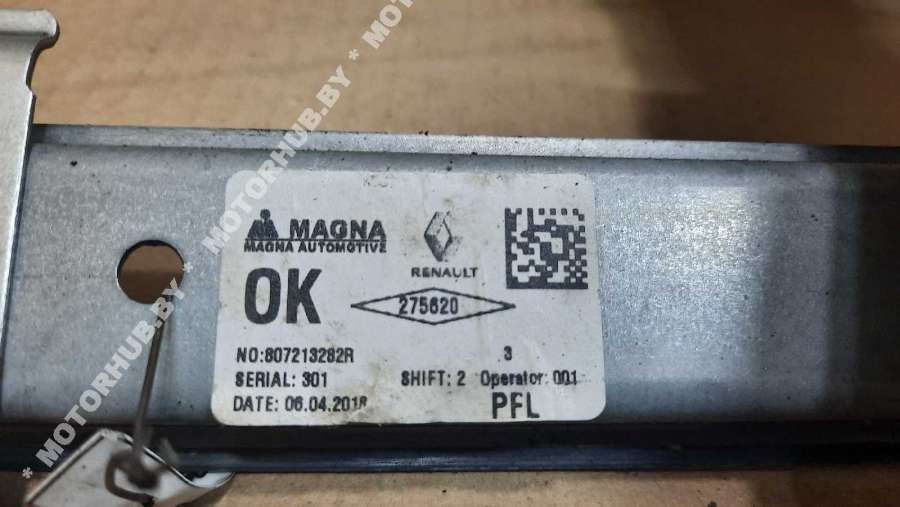 MAGNA
MAGNA AUTOMOTIVE
RENAULT
OK
275620
NO:807213282R
3
SERIAL: 301
SHIFT: 2
Operator: 001
DATE: 06.04.2018
PFL
* MOTORHUB.BY * MOTORHUB.BY * MOTORHUB.BY *